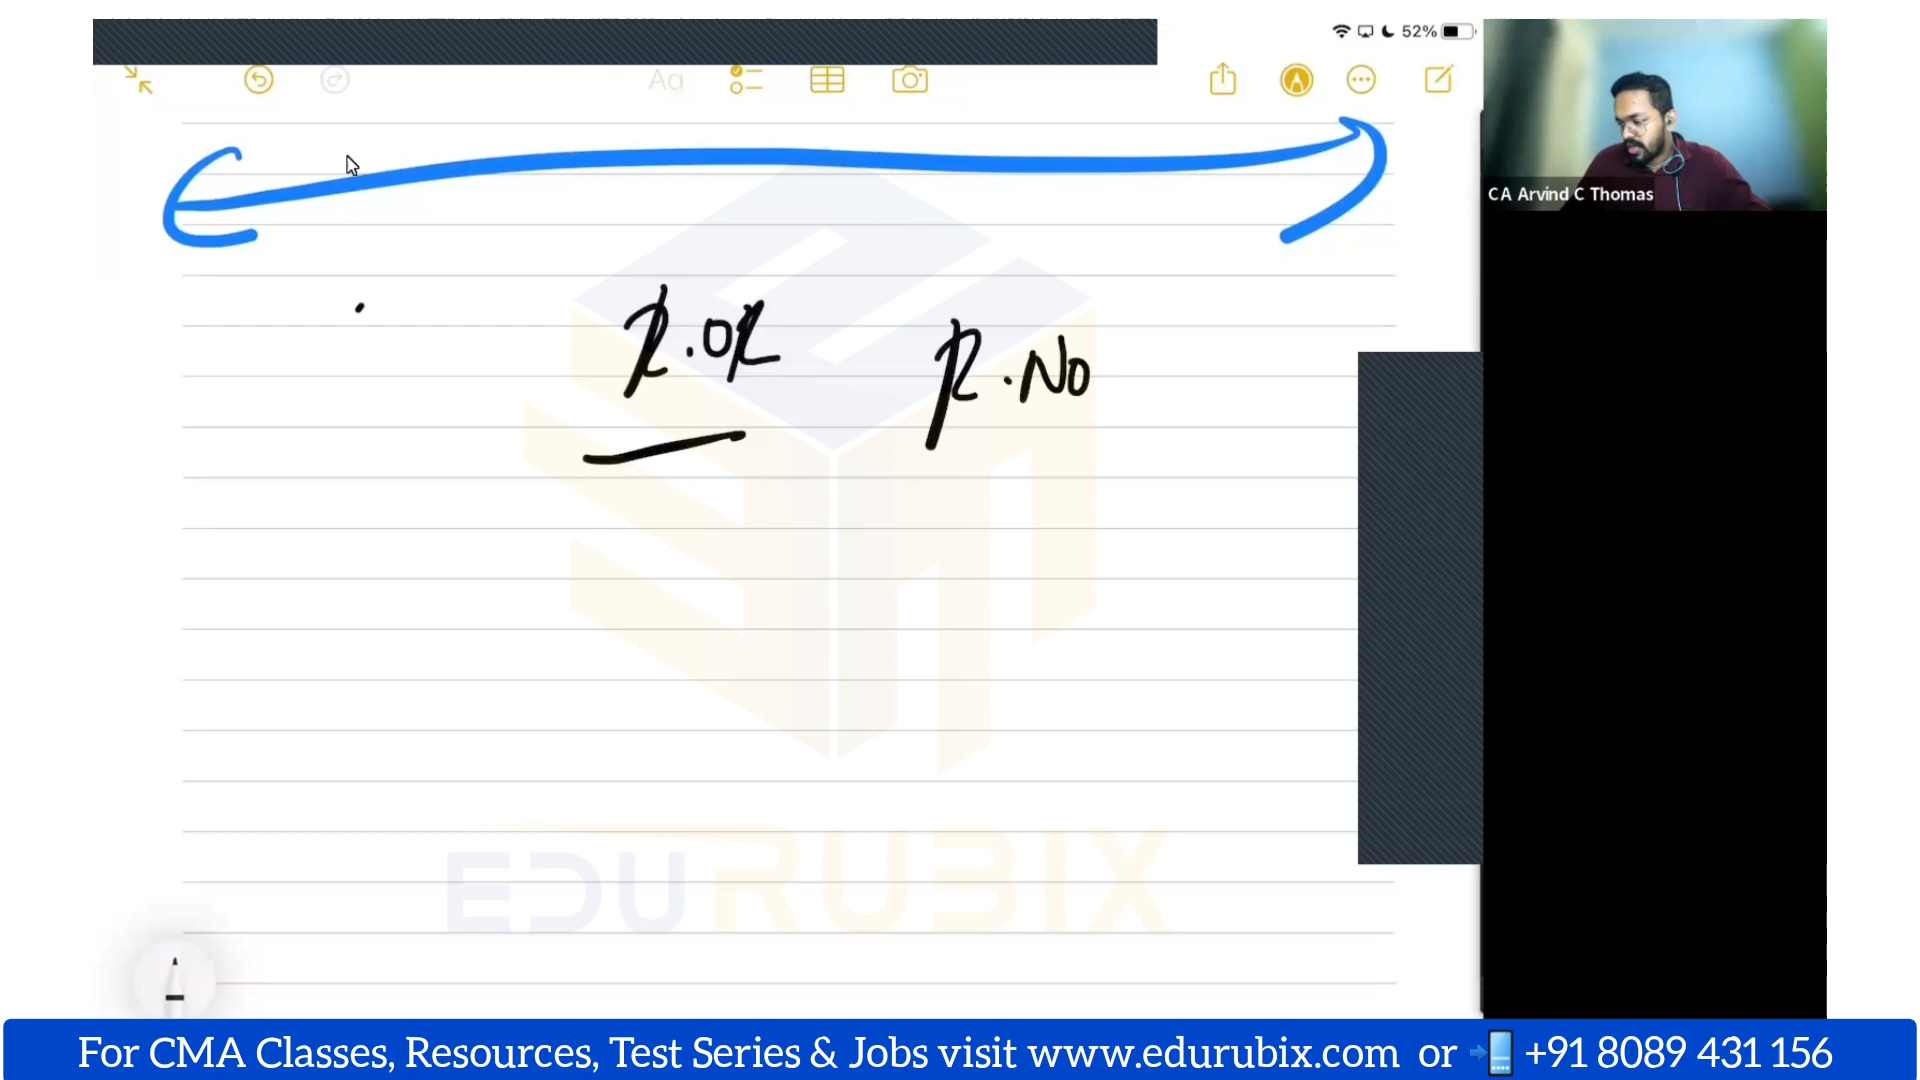 52%
Aa
CA Arvind C Thomas
R.OR R.No
EDURUBIX
For CMA Classes, Resources, Test Series & Jobs visit www.edurubix.com or +91 8089 431 156